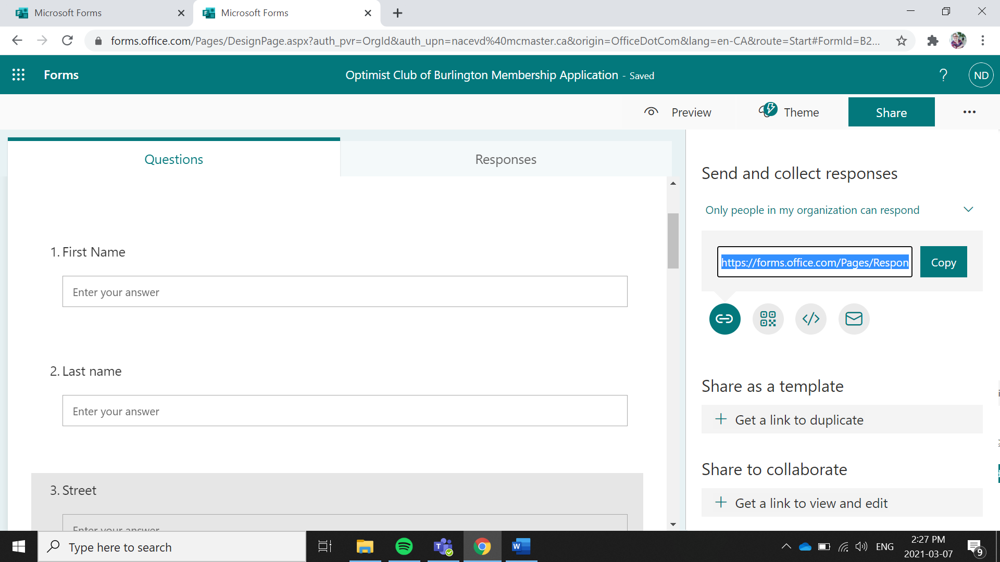 Microsoft Forms
Microsoft Forms
forms.office.com/Pages/DesignPage.aspx?auth_pvr=OrgId&auth_upn=nacevd%40mcmaster.ca&origin=OfficeDotCom&lang=en-CA&route=Start#FormId=B2...
Forms
Optimist Club of Burlington Membership Application - Saved
?
ND
Preview
Theme
Share
Questions
Responses
Send and collect responses
Only people in my organization can respond
https://forms.office.com/Pages/Respon
Copy
1. First Name
Enter your answer
2. Last name
Enter your answer
3. Street
Enter your answer
Share as a template
+ Get a link to duplicate
Share to collaborate
+ Get a link to view and edit
Type here to search
ENG
2:27 PM
2021-03-07
9